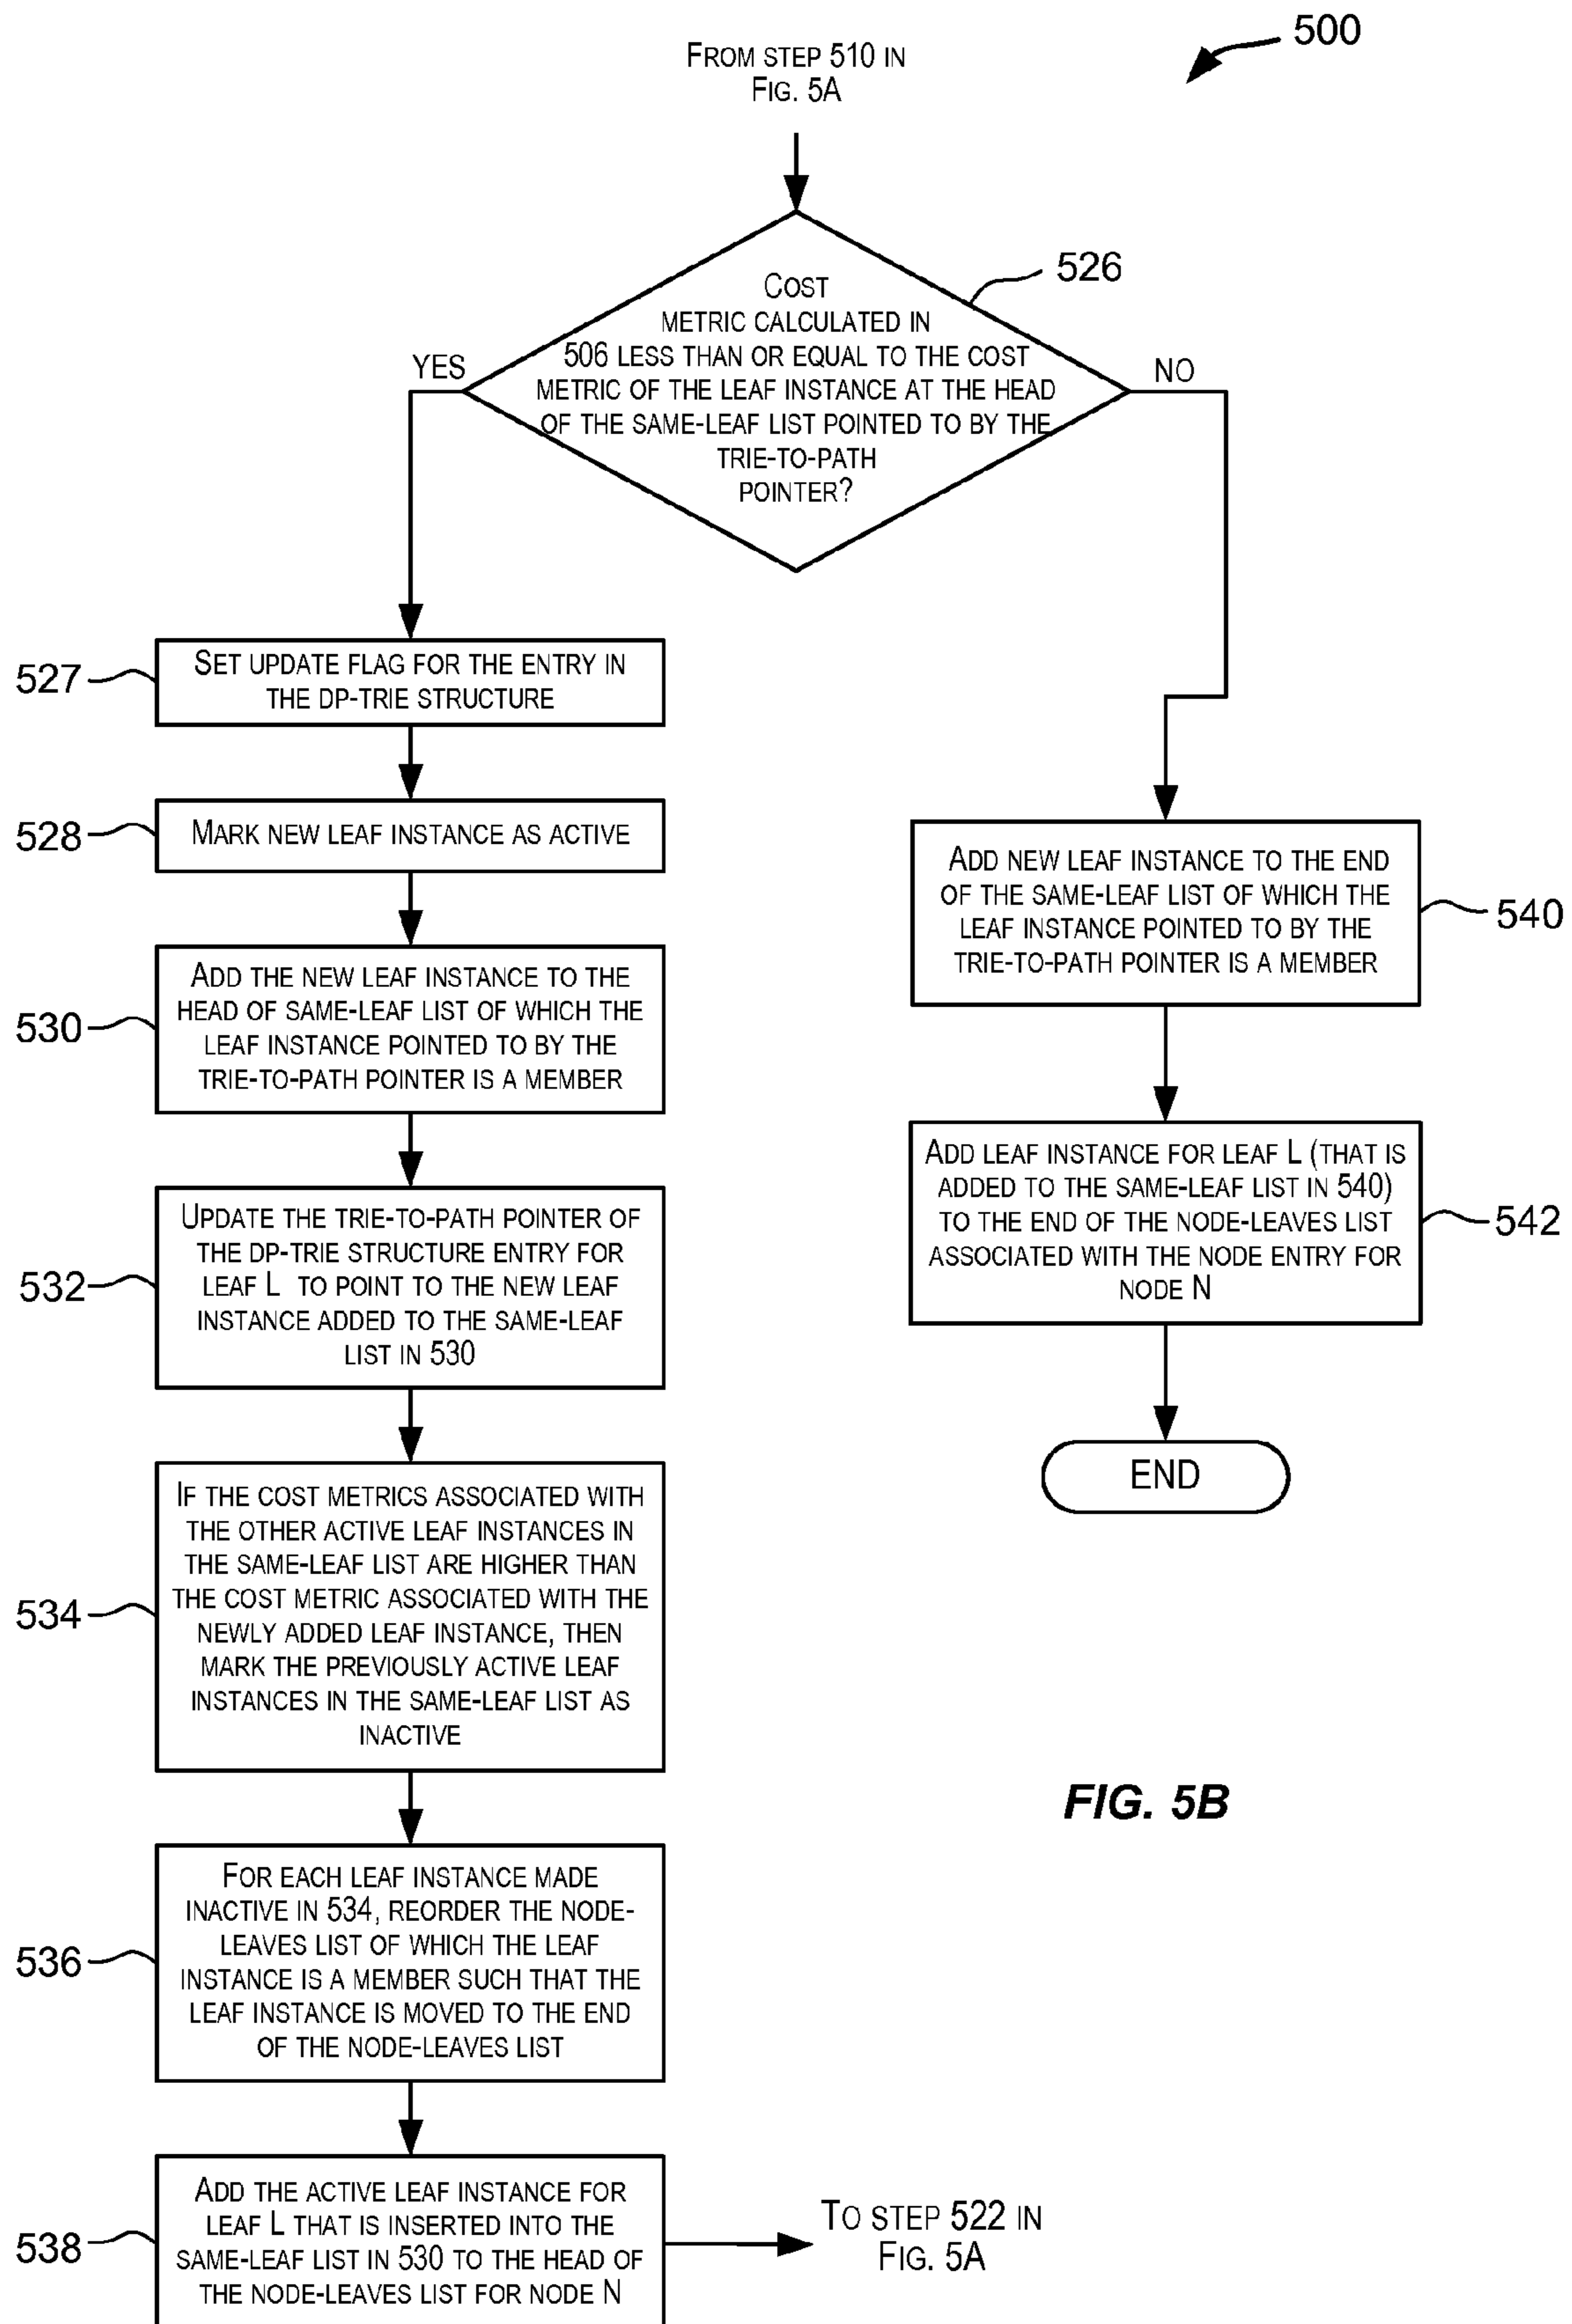 500
FROM STEP 510 IN
FIG. 5A
526
COST
METRIC CALCULATED IN
506 LESS THAN OR EQUAL TO THE COST
METRIC OF THE LEAF INSTANCE AT THE HEAD
OF THE SAME-LEAF LIST POINTED TO BY THE
TRIE-TO-PATH
POINTER?
YES
NO
527
SET UPDATE FLAG FOR THE ENTRY IN
THE DP-TRIE STRUCTURE
528
MARK NEW LEAF INSTANCE AS ACTIVE
530
ADD THE NEW LEAF INSTANCE TO THE
HEAD OF SAME-LEAF LIST OF WHICH THE
LEAF INSTANCE POINTED TO BY THE
TRIE-TO-PATH POINTER IS A MEMBER
532
UPDATE THE TRIE-TO-PATH POINTER OF
THE DP-TRIE STRUCTURE ENTRY FOR
LEAF L TO POINT TO THE NEW LEAF
INSTANCE ADDED TO THE SAME-LEAF
LIST IN 530
534
IF THE COST METRICS ASSOCIATED WITH
THE OTHER ACTIVE LEAF INSTANCES IN
THE SAME-LEAF LIST ARE HIGHER THAN
THE COST METRIC ASSOCIATED WITH THE
NEWLY ADDED LEAF INSTANCE, THEN
MARK THE PREVIOUSLY ACTIVE LEAF
INSTANCES IN THE SAME-LEAF LIST AS
INACTIVE
536
FOR EACH LEAF INSTANCE MADE
INACTIVE IN 534, REORDER THE NODE-
LEAVES LIST OF WHICH THE LEAF
INSTANCE IS A MEMBER SUCH THAT THE
LEAF INSTANCE IS MOVED TO THE END
OF THE NODE-LEAVES LIST
538
ADD THE ACTIVE LEAF INSTANCE FOR
LEAF L THAT IS INSERTED INTO THE
SAME-LEAF LIST IN 530 TO THE HEAD OF
THE NODE-LEAVES LIST FOR NODE N
TO STEP 522 IN
FIG. 5A
ADD NEW LEAF INSTANCE TO THE END
OF THE SAME-LEAF LIST OF WHICH THE
LEAF INSTANCE POINTED TO BY THE
TRIE-TO-PATH POINTER IS A MEMBER
540
ADD LEAF INSTANCE FOR LEAF L (THAT IS
ADDED TO THE SAME-LEAF LIST IN 540)
TO THE END OF THE NODE-LEAVES LIST
ASSOCIATED WITH THE NODE ENTRY FOR
NODE N
542
END
FIG. 5B